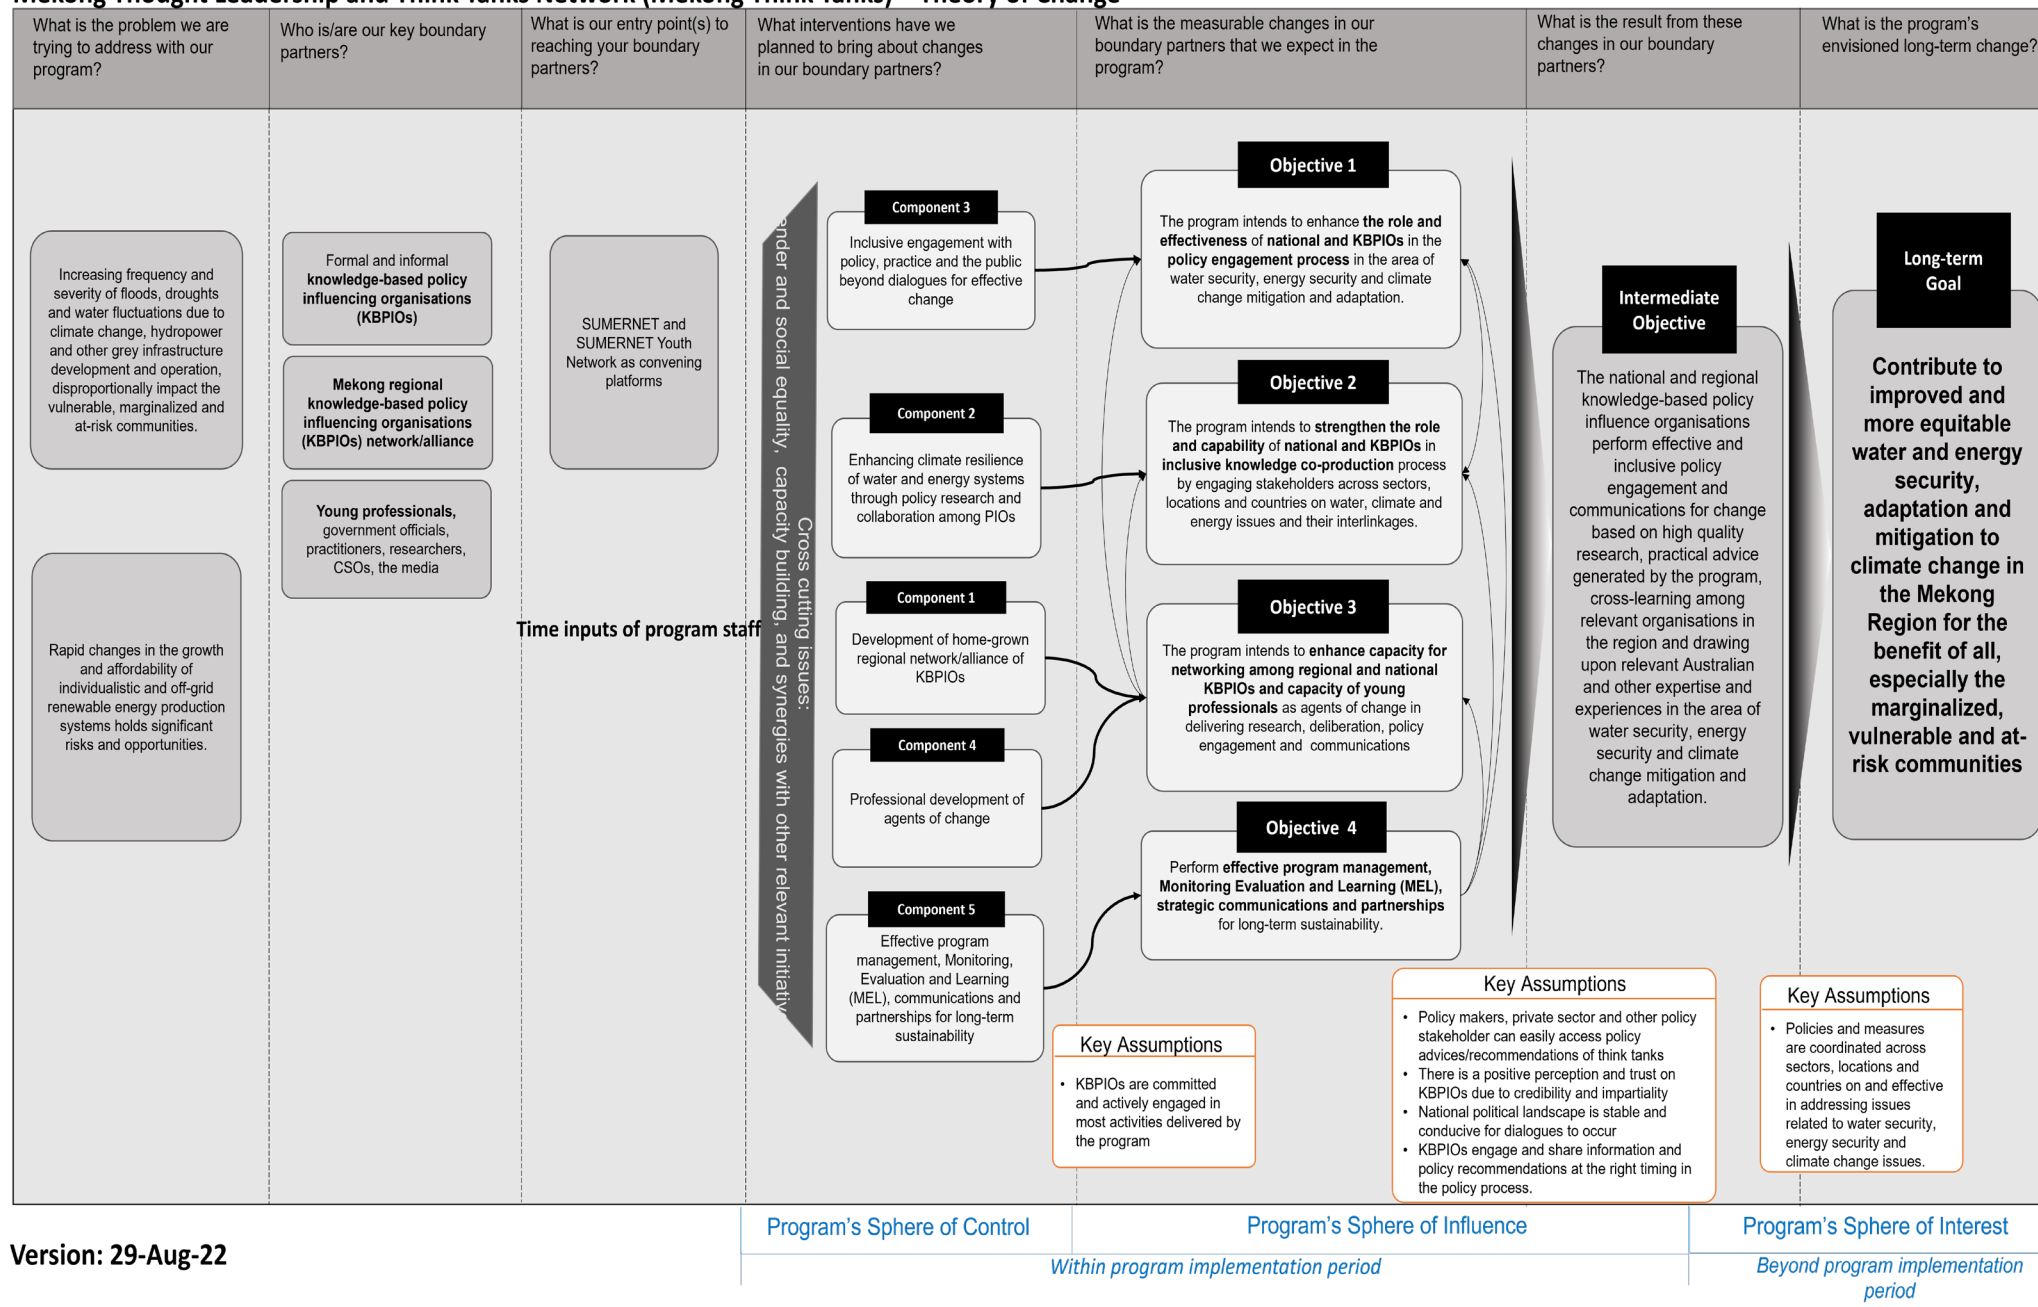 Mekong Thought Leadership and Think Tanks Network (Mekong Think Tanks) – Theory of Change
What is the problem we are
trying to address with our
program?
Who is/are our key boundary
partners?
What is our entry point(s) to
reaching your boundary
partners?
What interventions have we
planned to bring about changes
in our boundary partners?
What is the measurable changes in our
boundary partners that we expect in the
program?
What is the result from these
changes in our boundary
partners?
What is the program's
envisioned long-term change?
Increasing frequency and
severity of floods, droughts
and water fluctuations due to
climate change, hydropower
and other grey infrastructure
development and operation,
disproportionally impact the
vulnerable, marginalized and
at-risk communities.
Rapid changes in the growth
and affordability of
individualistic and off-grid
renewable energy production
systems holds significant
risks and opportunities.
Formal and informal
knowledge-based policy
influencing organisations
(KBPIOs)
Mekong regional
knowledge-based policy
influencing organisations
(KBPIOs) network/alliance
Young professionals,
government officials,
practitioners, researchers,
CSOs, the media
SUMERNET and
SUMERNET Youth
Network as convening
platforms
Time inputs of program staff
Cross cutting issues:
ender and social equality, capacity building, and synergies with other relevant initiativ
Component 3
Inclusive engagement with
policy, practice and the public
beyond dialogues for effective
change
Component 2
Enhancing climate resilience
of water and energy systems
through policy research and
collaboration among PIOs
Component 1
Development of home-grown
regional network/alliance of
KBPIOs
Component 4
Professional development of
agents of change
Component 5
Effective program
management, Monitoring,
Evaluation and Learning
(MEL), communications and
partnerships for long-term
sustainability
Objective 1
The program intends to enhance the role and
effectiveness of national and KBPIOs in the
policy engagement process in the area of
water security, energy security and climate
change mitigation and adaptation.
Objective 2
The program intends to strengthen the role
and capability of national and KBPIOs in
inclusive knowledge co-production process
by engaging stakeholders across sectors,
locations and countries on water, climate and
energy issues and their interlinkages.
Objective 3
The program intends to enhance capacity for
networking among regional and national
KBPIOs and capacity of young
professionals as agents of change in
delivering research, deliberation, policy
engagement and communications
Objective 4
Perform effective program management,
Monitoring Evaluation and Learning (MEL),
strategic communications and partnerships
for long-term sustainability.
Intermediate
Objective
The national and regional
knowledge-based policy
influence organisations
perform effective and
inclusive policy
engagement and
communications for change
based on high quality
research, practical advice
generated by the program,
cross-learning among
relevant organisations in
the region and drawing
upon relevant Australian
and other expertise and
experiences in the area of
water security, energy
security and climate
change mitigation and
adaptation.
Long-term
Goal
Contribute to
improved and
more equitable
water and energy
security,
adaptation and
mitigation to
climate change in
the Mekong
Region for the
benefit of all,
especially the
marginalized,
vulnerable and at-
risk communities
Key Assumptions
• KBPIOs are committed
and actively engaged in
most activities delivered by
the program
Key Assumptions
• Policy makers, private sector and other policy
stakeholder can easily access policy
advices/recommendations of think tanks
• There is a positive perception and trust on
KBPIOs due to credibility and impartiality
• National political landscape is stable and
conducive for dialogues to occur
• KBPIOs engage and share information and
policy recommendations at the right timing in
the policy process.
Key Assumptions
• Policies and measures
are coordinated across
sectors, locations and
countries on and effective
in addressing issues
related to water security,
energy security and
climate change issues.
Program's Sphere of Control
Program's Sphere of Influence
Program's Sphere of Interest
Within program implementation period
Beyond program implementation
period
Version: 29-Aug-22